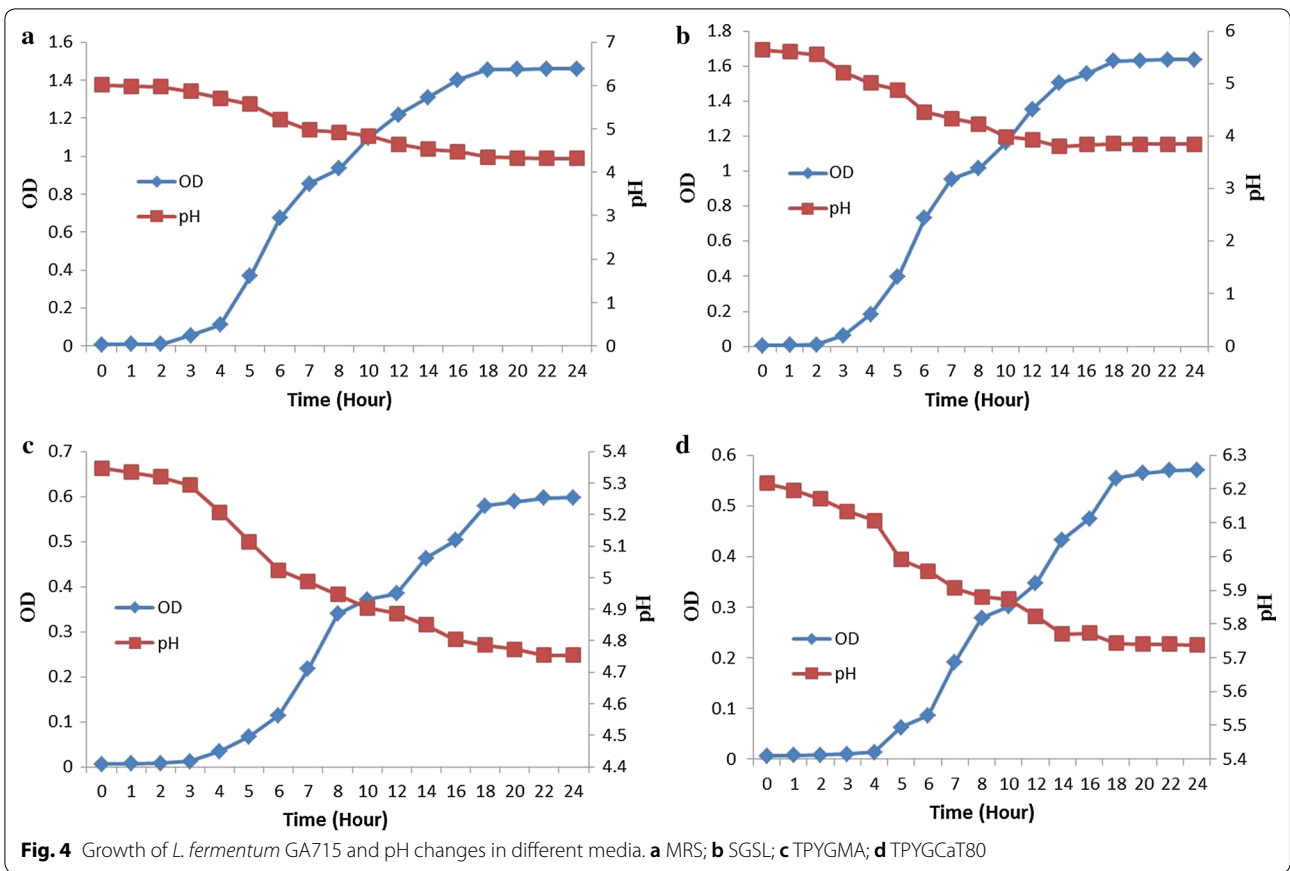 a
1.6
1.4
1.2
1
0.8
0.6
0.4
0.2
0
OD
OD
pH
7
6
5
4
3
2
1
0
pH
0 1 2 3 4 5 6 7 8 10 12 14 16 18 20 22 24
Time (Hour)
b
1.8
1.6
1.4
1.2
1
0.8
0.6
0.4
0.2
0
OD
OD
pH
6
5
4
3
2
1
0
pH
0 1 2 3 4 5 6 7 8 10 12 14 16 18 20 22 24
Time (Hour)
c
0.7
0.6
0.5
0.4
0.3
0.2
0.1
0
OD
OD
pH
5.4
5.3
5.2
5.1
5
4.9
4.8
4.7
4.6
4.5
4.4
pH
0 1 2 3 4 5 6 7 8 10 12 14 16 18 20 22 24
Time (Hour)
d
0.6
0.5
0.4
0.3
0.2
0.1
0
OD
OD
pH
6.3
6.2
6.1
6
5.9
5.8
5.7
5.6
5.5
5.4
pH
0 1 2 3 4 5 6 7 8 10 12 14 16 18 20 22 24
Time (Hour)
Fig. 4 Growth of L. fermentum GA715 and pH changes in different media. a MRS; b SGSL; c TPYGMA; d TPYGCaT80